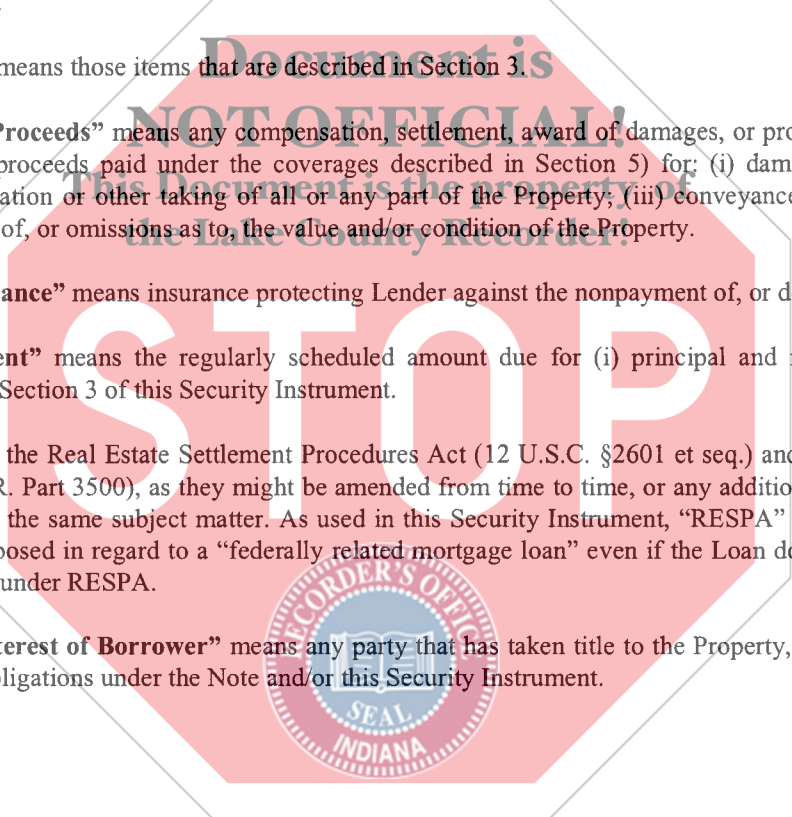 Document is
means those items that are described in Section 3.
NOT OFFICIAL!
Proceeds” means any compensation, settlement, award of damages, or pro
proceeds paid under the coverages described in Section 5) for: (i) dam
This Document is the property of
ation or other taking of all or any part of the Property; (iii) conveyance
the Lake County Recorder!
of, or omissions as to, the value and/or condition of the Property.
ance” means insurance protecting Lender against the nonpayment of, or d
STOP
ent” means the regularly scheduled amount due for (i) principal and
Section 3 of this Security Instrument.
the Real Estate Settlement Procedures Act (12 U.S.C. §2601 et seq.) and
R. Part 3500), as they might be amended from time to time, or any additio
the same subject matter. As used in this Security Instrument, “RESPA”
posed in regard to a “federally related mortgage loan” even if the Loan do
under RESPA.
RECORDER'S OFFICE
terest of Borrower” means any party that has taken title to the Property,
ligations under the Note and/or this Security Instrument.
SEAL
INDIANA